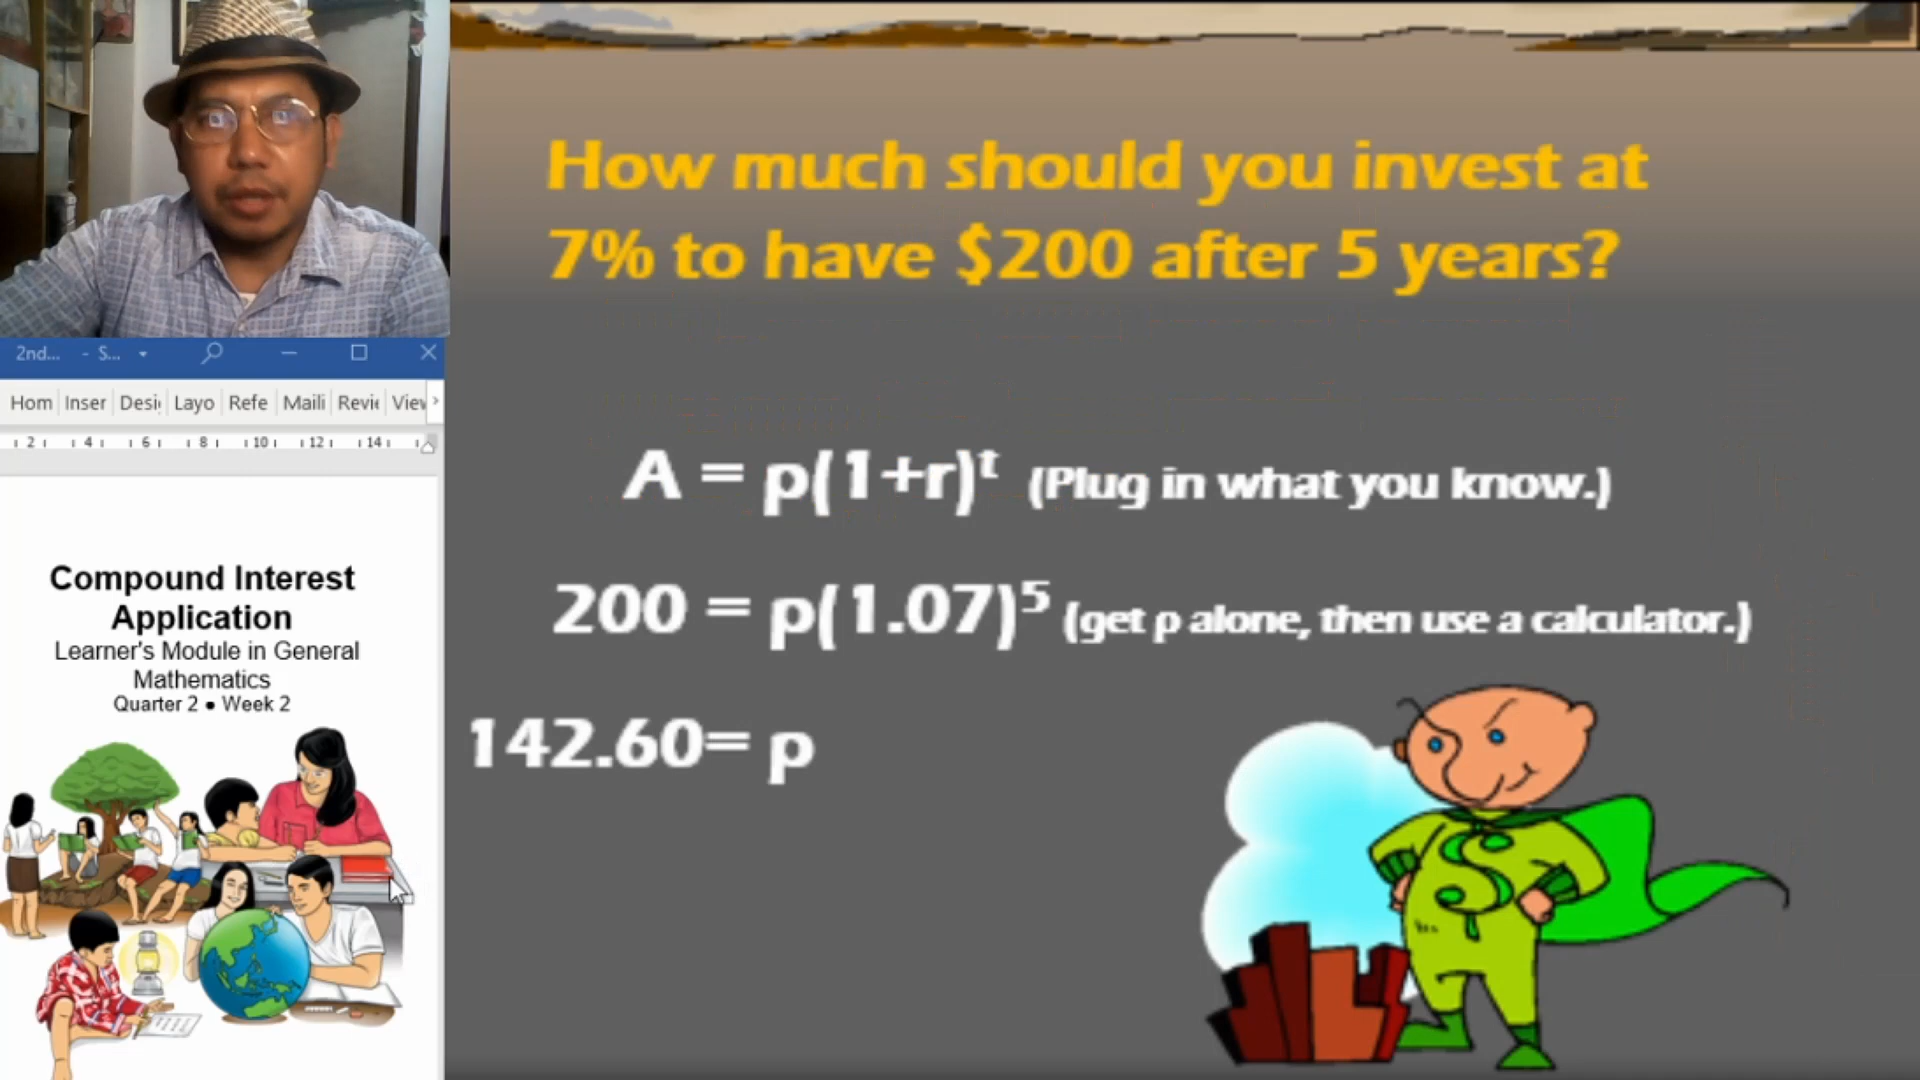 How much should you invest at
7% to have $200 after 5 years?
A = p(1+r)ᵗ (Plug in what you know.)
200 = p(1.07)⁵ (get p alone, then use a calculator.)
142.60= p
2nd... - S...
Hom Inser Desi Layo Refe Maili Revie View
2 4 6 8 10 12 14
Compound Interest
Application
Learner's Module in General
Mathematics
Quarter 2 ● Week 2